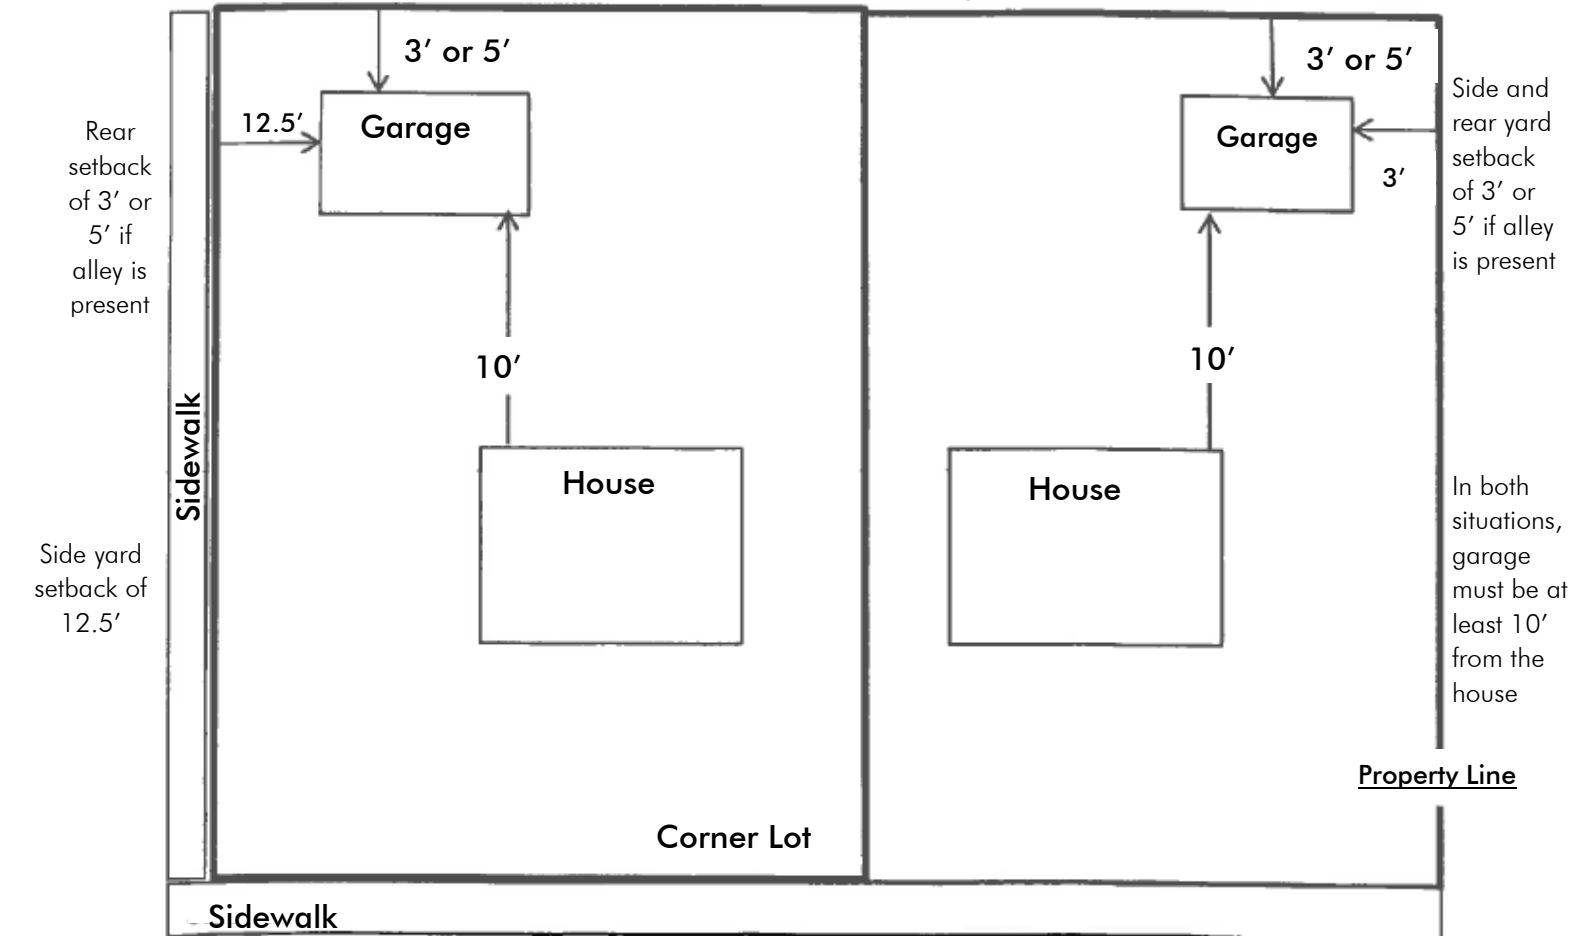 3’ or 5’
12.5’
Garage
Rear
setback
of 3’ or
5’ if
alley is
present
10’
Sidewalk
House
Side yard
setback of
12.5’
Corner Lot
Sidewalk
3’ or 5’
Garage
3’
10’
House
Side and
rear yard
setback
of 3’ or
5’ if alley
is present
In both
situations,
garage
must be at
least 10’
from the
house
Property Line